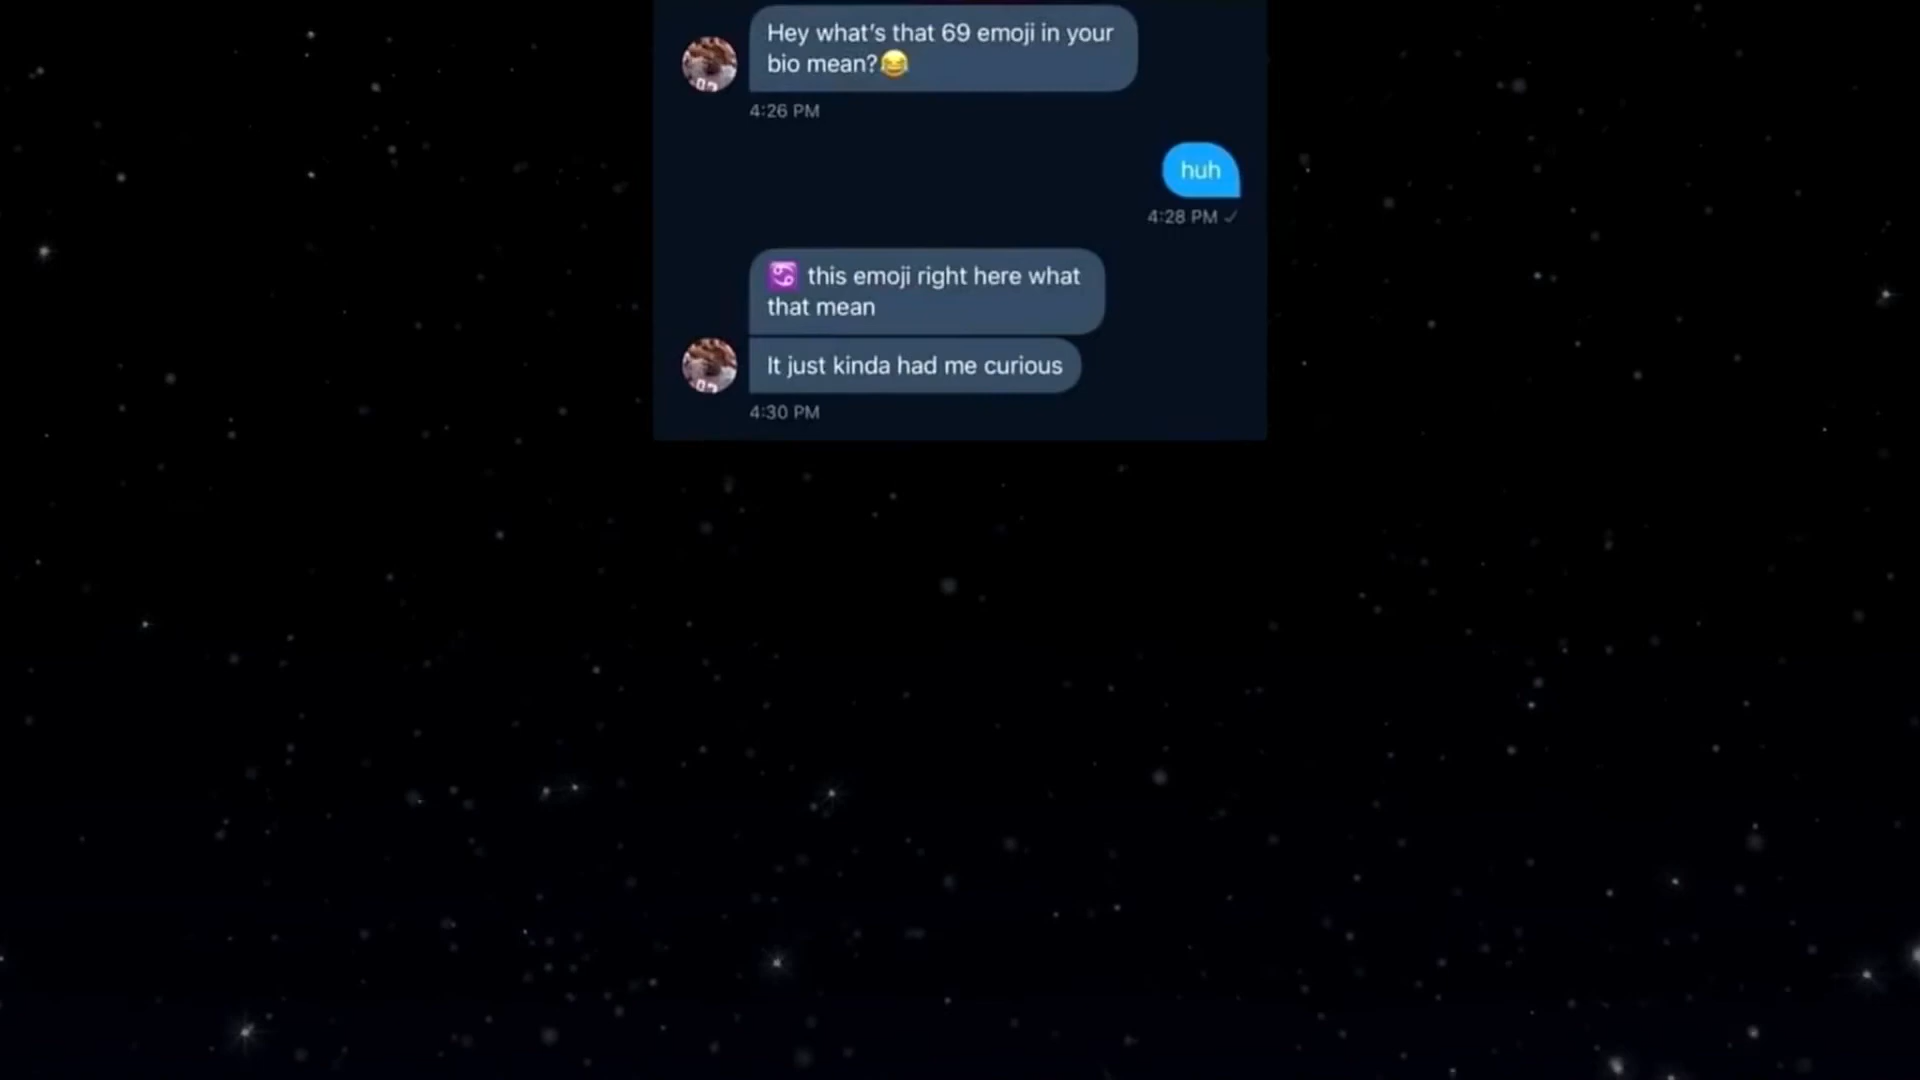 Hey what's that 69 emoji in your
bio mean?😂
4:26 PM
huh
4:28 PM ✓
♋ this emoji right here what
that mean
It just kinda had me curious
4:30 PM